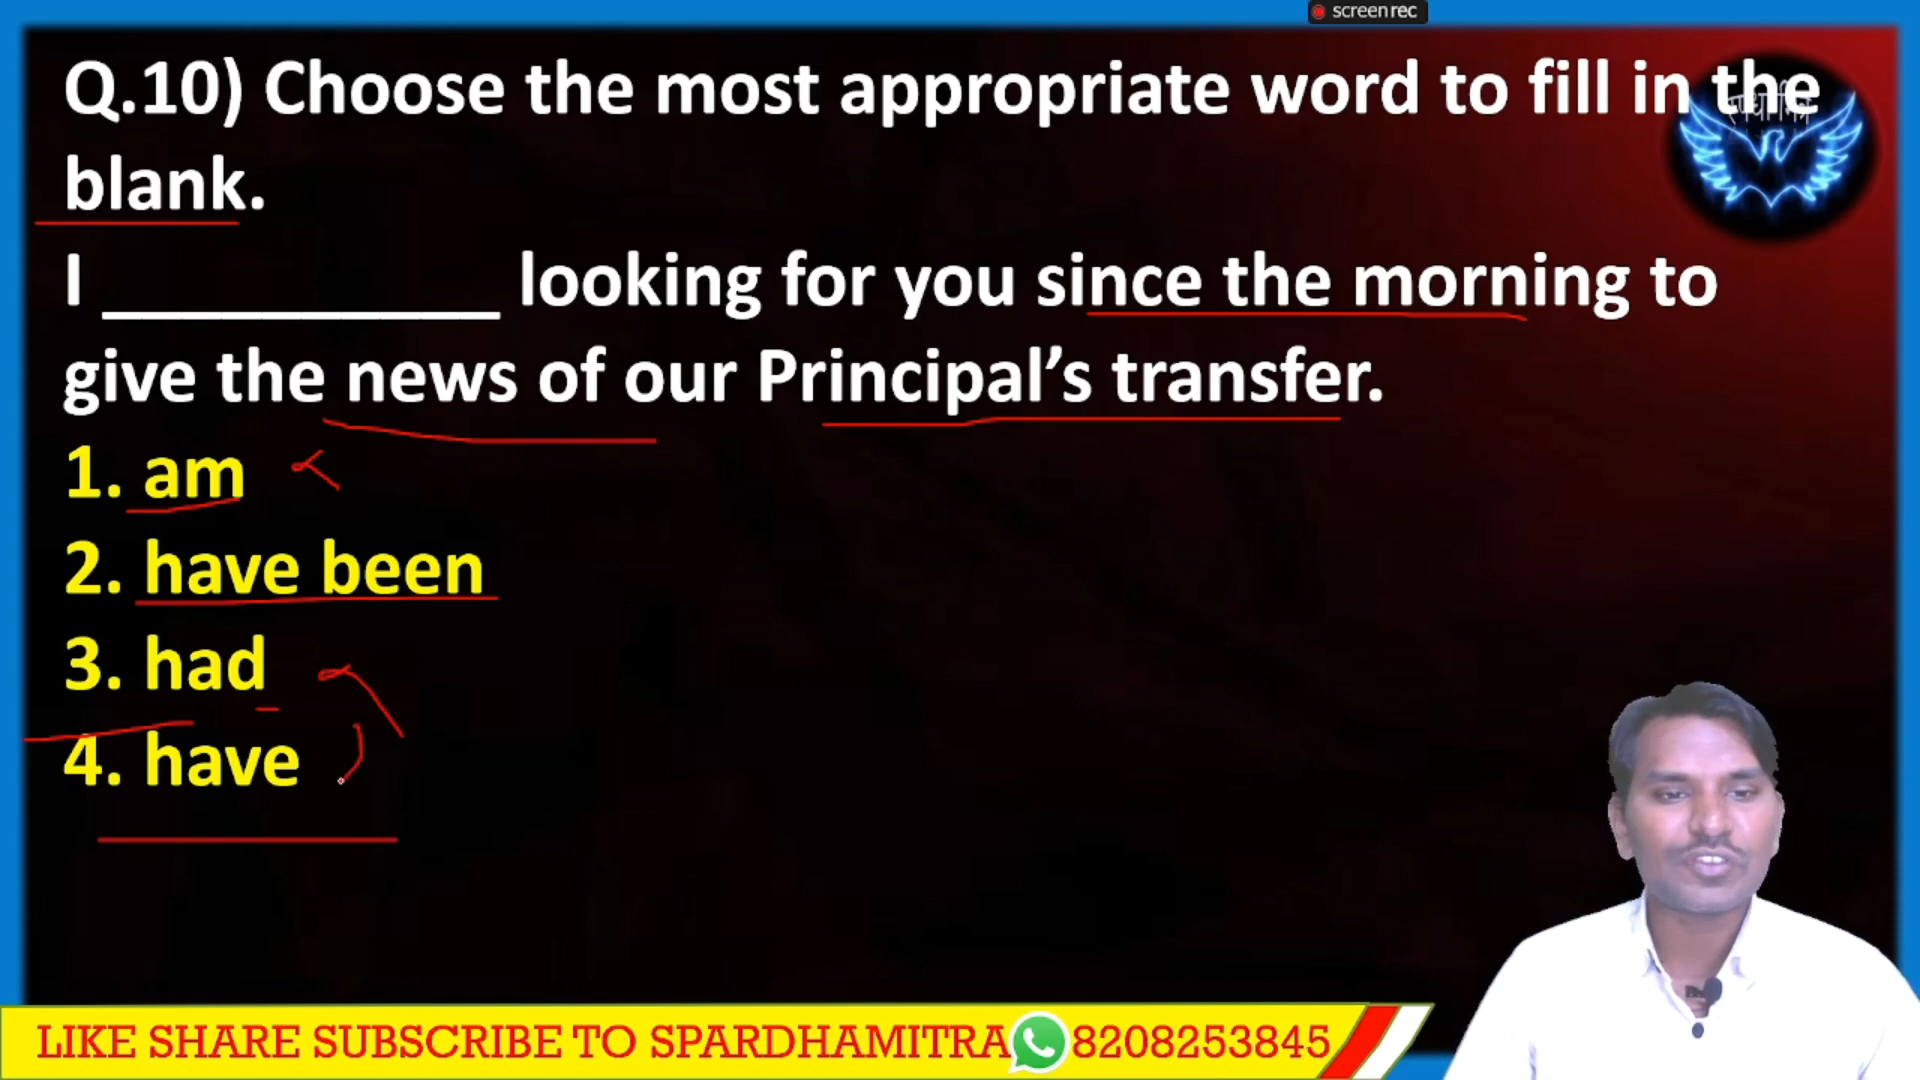 screenrec
Q.10) Choose the most appropriate word to fill in the
blank.
I __________ looking for you since the morning to
give the news of our Principal’s transfer.
1. am
2. have been
3. had
4. have
LIKE SHARE SUBSCRIBE TO SPARDHAMITRA 8208253845